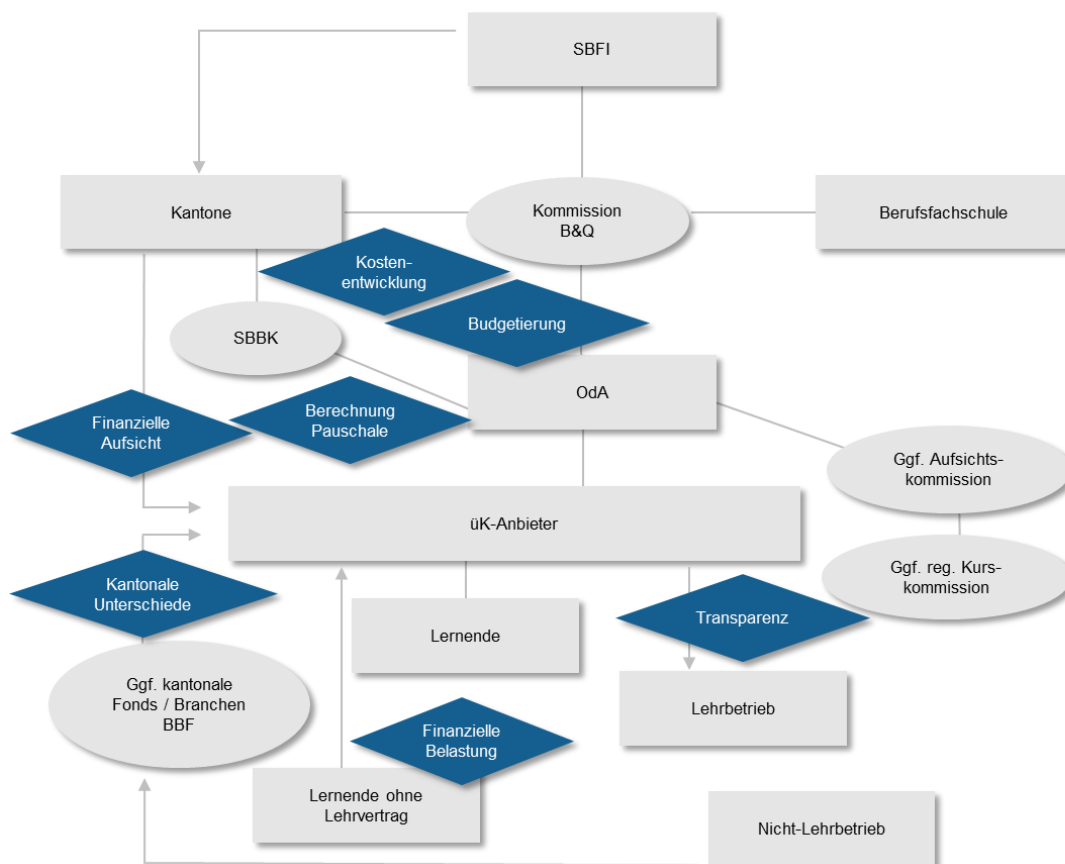 SBFI
Kantone
Kommission
B&Q
Berufsfachschule
Kosten-
entwicklung
Budgetierung
SBBK
OdA
Finanzielle
Aufsicht
Berechnung
Pauschale
Ggf. Aufsichts-
kommission
üK-Anbieter
Ggf. reg. Kurs-
kommission
Kantonale
Unterschiede
Transparenz
Lernende
Ggf. kantonale
Fonds / Branchen
BBF
Lehrbetrieb
Finanzielle
Belastung
Lernende ohne
Lehrvertrag
Nicht-Lehrbetrieb